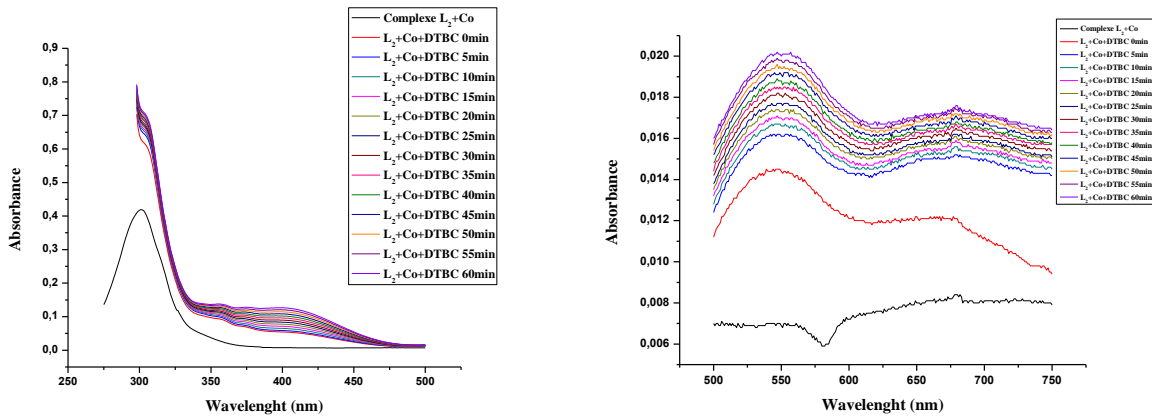 Complexe L₂+Co
L₂+Co+DTBC 0min
L₂+Co+DTBC 5min
L₂+Co+DTBC 10min
L₂+Co+DTBC 15min
L₂+Co+DTBC 20min
L₂+Co+DTBC 25min
L₂+Co+DTBC 30min
L₂+Co+DTBC 35min
L₂+Co+DTBC 40min
L₂+Co+DTBC 45min
L₂+Co+DTBC 50min
L₂+Co+DTBC 55min
L₂+Co+DTBC 60min
0,9
0,8
0,7
0,6
0,5
0,4
0,3
0,2
0,1
0,0
Absorbance
250
300
350
400
450
500
Wavelenght (nm)
Complexe L₂+Co
L₂+Co+DTBC 0min
L₂+Co+DTBC 5min
L₂+Co+DTBC 10min
L₂+Co+DTBC 15min
L₂+Co+DTBC 20min
L₂+Co+DTBC 25min
L₂+Co+DTBC 30min
L₂+Co+DTBC 35min
L₂+Co+DTBC 40min
L₂+Co+DTBC 45min
L₂+Co+DTBC 50min
L₂+Co+DTBC 55min
L₂+Co+DTBC 60min
0,020
0,018
0,016
0,014
0,012
0,010
0,008
0,006
Absorbance
500
550
600
650
700
750
Wavelenght (nm)